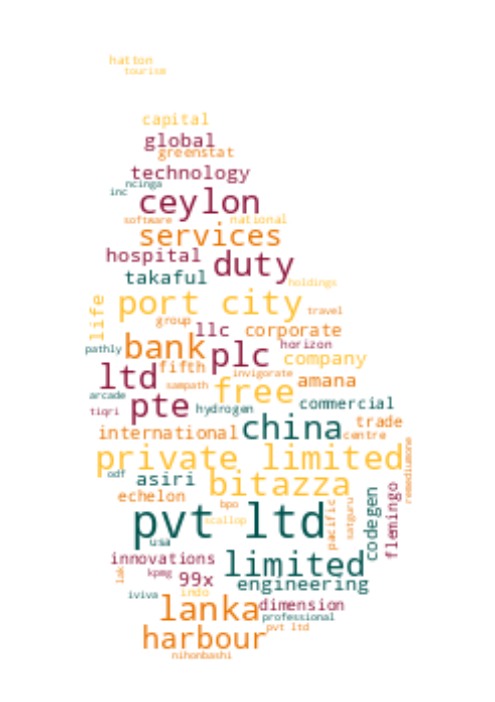 hatton
tourism
capital
global
greenstat
technology
ncinga
inc
ceylon
software national
services
hospital duty
takaful
holdings
life
port city
travel
group
llc corporate
pathly
bank
plc
horizon
company
fifth
invigorate
ltd
sampath
free
amana
arcade
tiqri
pte
hydrogen
commercial
international
china
trade
centre
private limited
remediumone
odf
asiri
bitazza
echelon
bpo
pvt ltd
scallop
pacific
satguru
codegen
flemingo
usa
innovations
limited
lak
kpmg
99x
engineering
iviva
indo
lanka
dimension
professional
harbour
pvt ltd
nihonbashi